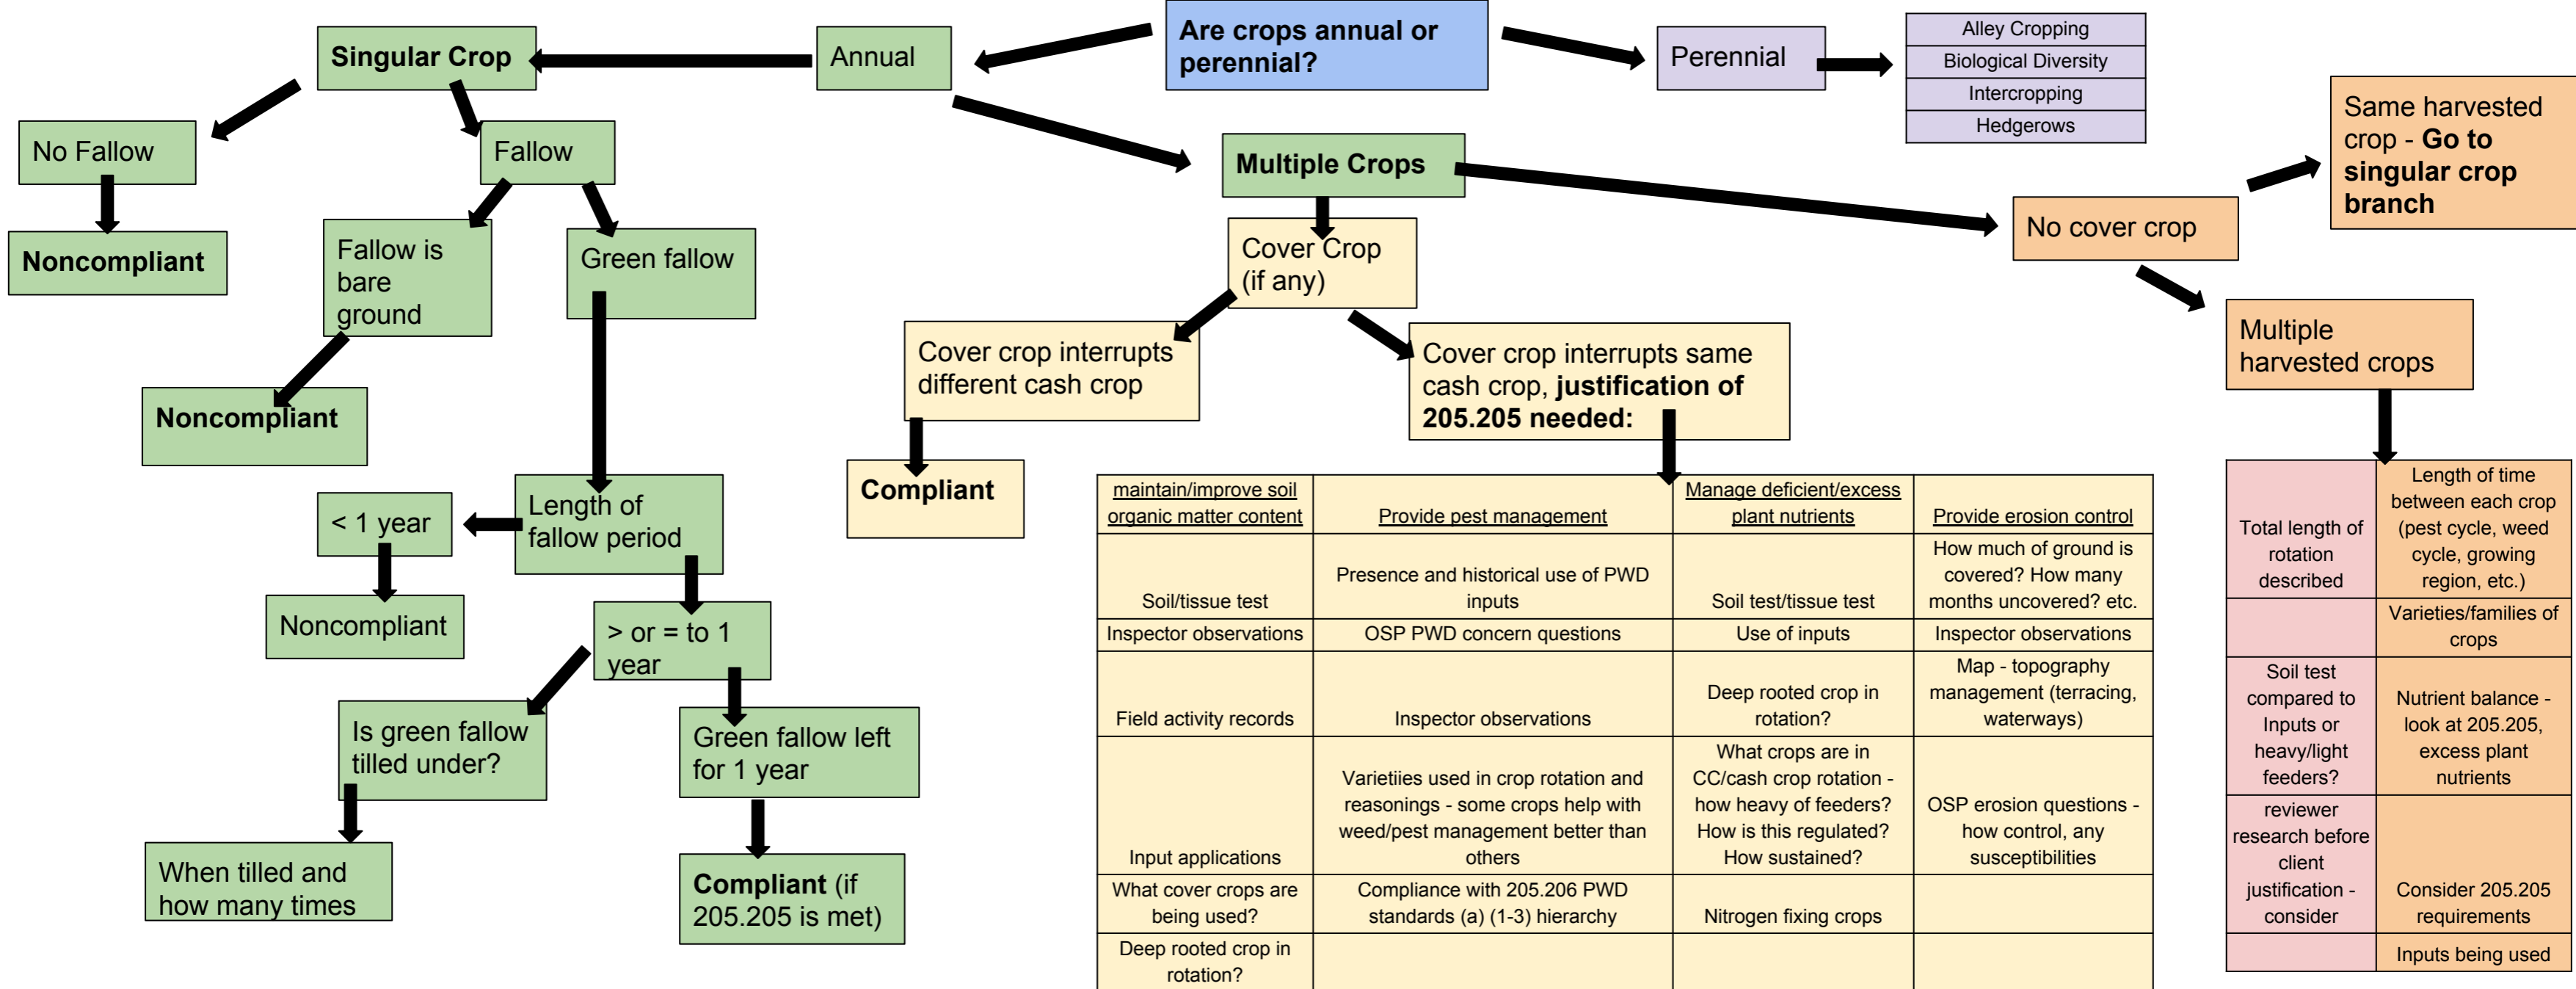 Are crops annual or
perennial?
Annual
Singular Crop
No Fallow
Noncompliant
Fallow
Fallow is
bare
ground
Noncompliant
Green fallow
Length of
fallow period
< 1 year
Noncompliant
> or = to 1
year
Is green fallow
tilled under?
When tilled and
how many times
Green fallow left
for 1 year
Compliant (if
205.205 is met)
Perennial
Alley Cropping
Biological Diversity
Intercropping
Hedgerows
Multiple Crops
Cover Crop
(if any)
Cover crop interrupts
different cash crop
Compliant
Cover crop interrupts same
cash crop, justification of
205.205 needed:
maintain/improve soil
organic matter content
Provide pest management
Manage deficient/excess
plant nutrients
Provide erosion control
Soil/tissue test
Presence and historical use of PWD
inputs
Soil test/tissue test
How much of ground is
covered? How many
months uncovered? etc.
Inspector observations
OSP PWD concern questions
Use of inputs
Inspector observations
Field activity records
Inspector observations
Deep rooted crop in
rotation?
Map - topography
management (terracing,
waterways)
Input applications
Varietiies used in crop rotation and
reasonings - some crops help with
weed/pest management better than
others
What crops are in
CC/cash crop rotation -
how heavy of feeders?
How is this regulated?
How sustained?
OSP erosion questions -
how control, any
susceptibilities
What cover crops are
being used?
Compliance with 205.206 PWD
standards (a) (1-3) hierarchy
Nitrogen fixing crops
Deep rooted crop in
rotation?
No cover crop
Same harvested
crop - Go to
singular crop
branch
Multiple
harvested crops
Total length of
rotation
described
Length of time
between each crop
(pest cycle, weed
cycle, growing
region, etc.)
Varieties/families of
crops
Soil test
compared to
Inputs or
heavy/light
feeders?
Nutrient balance -
look at 205.205,
excess plant
nutrients
reviewer
research before
client
justification -
consider
Consider 205.205
requirements
Inputs being used